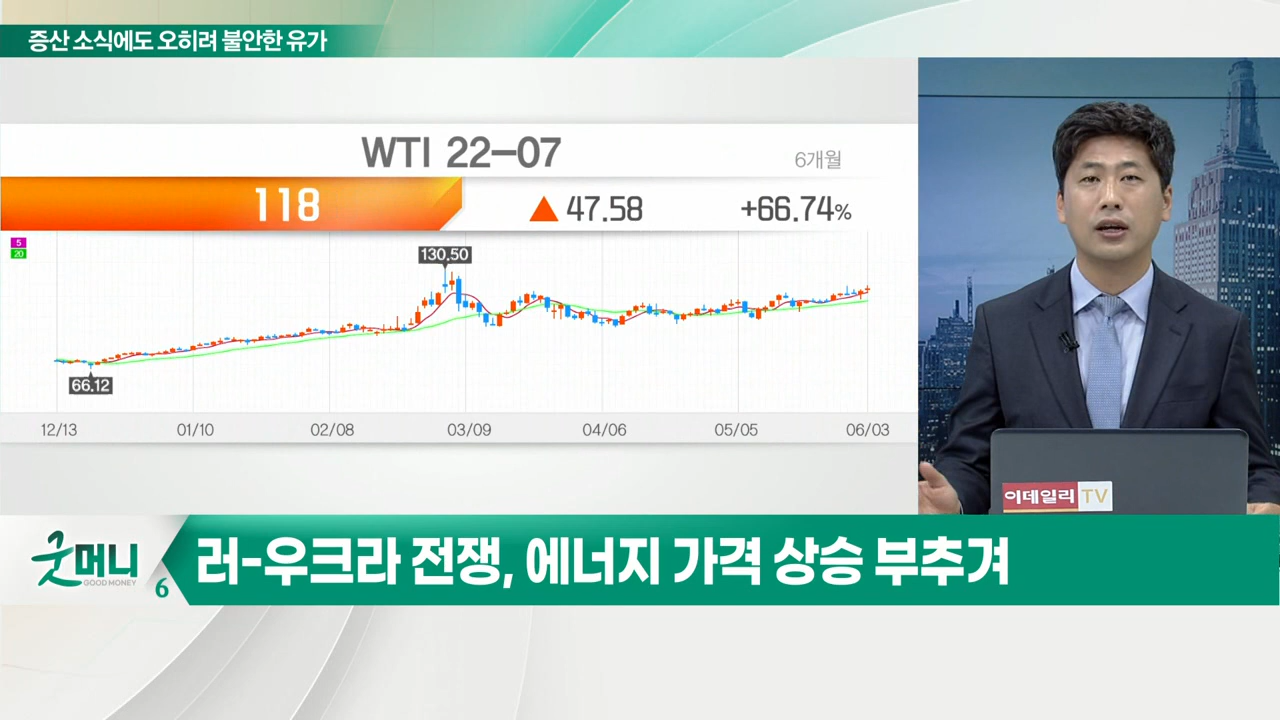 증산 소식에도 오히려 불안한 유가
WTI 22-07
6개월
118 ▲ 47.58 +66.74%
5
20
130.50
66.12
12/13 01/10 02/08 03/09 04/06 05/05 06/03
이데일리 TV
굿머니
GOOD MONEY
6
러-우크라 전쟁, 에너지 가격 상승 부추겨